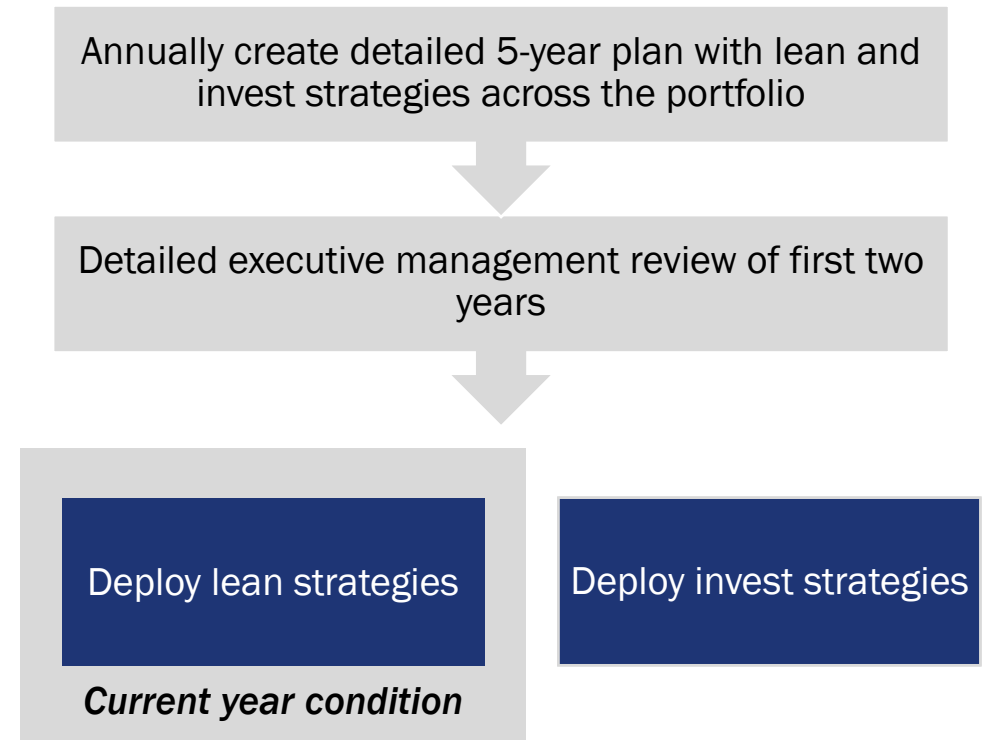 Annually create detailed 5-year plan with lean and
invest strategies across the portfolio
Detailed executive management review of first two
years
Deploy lean strategies
Deploy invest strategies
Current year condition